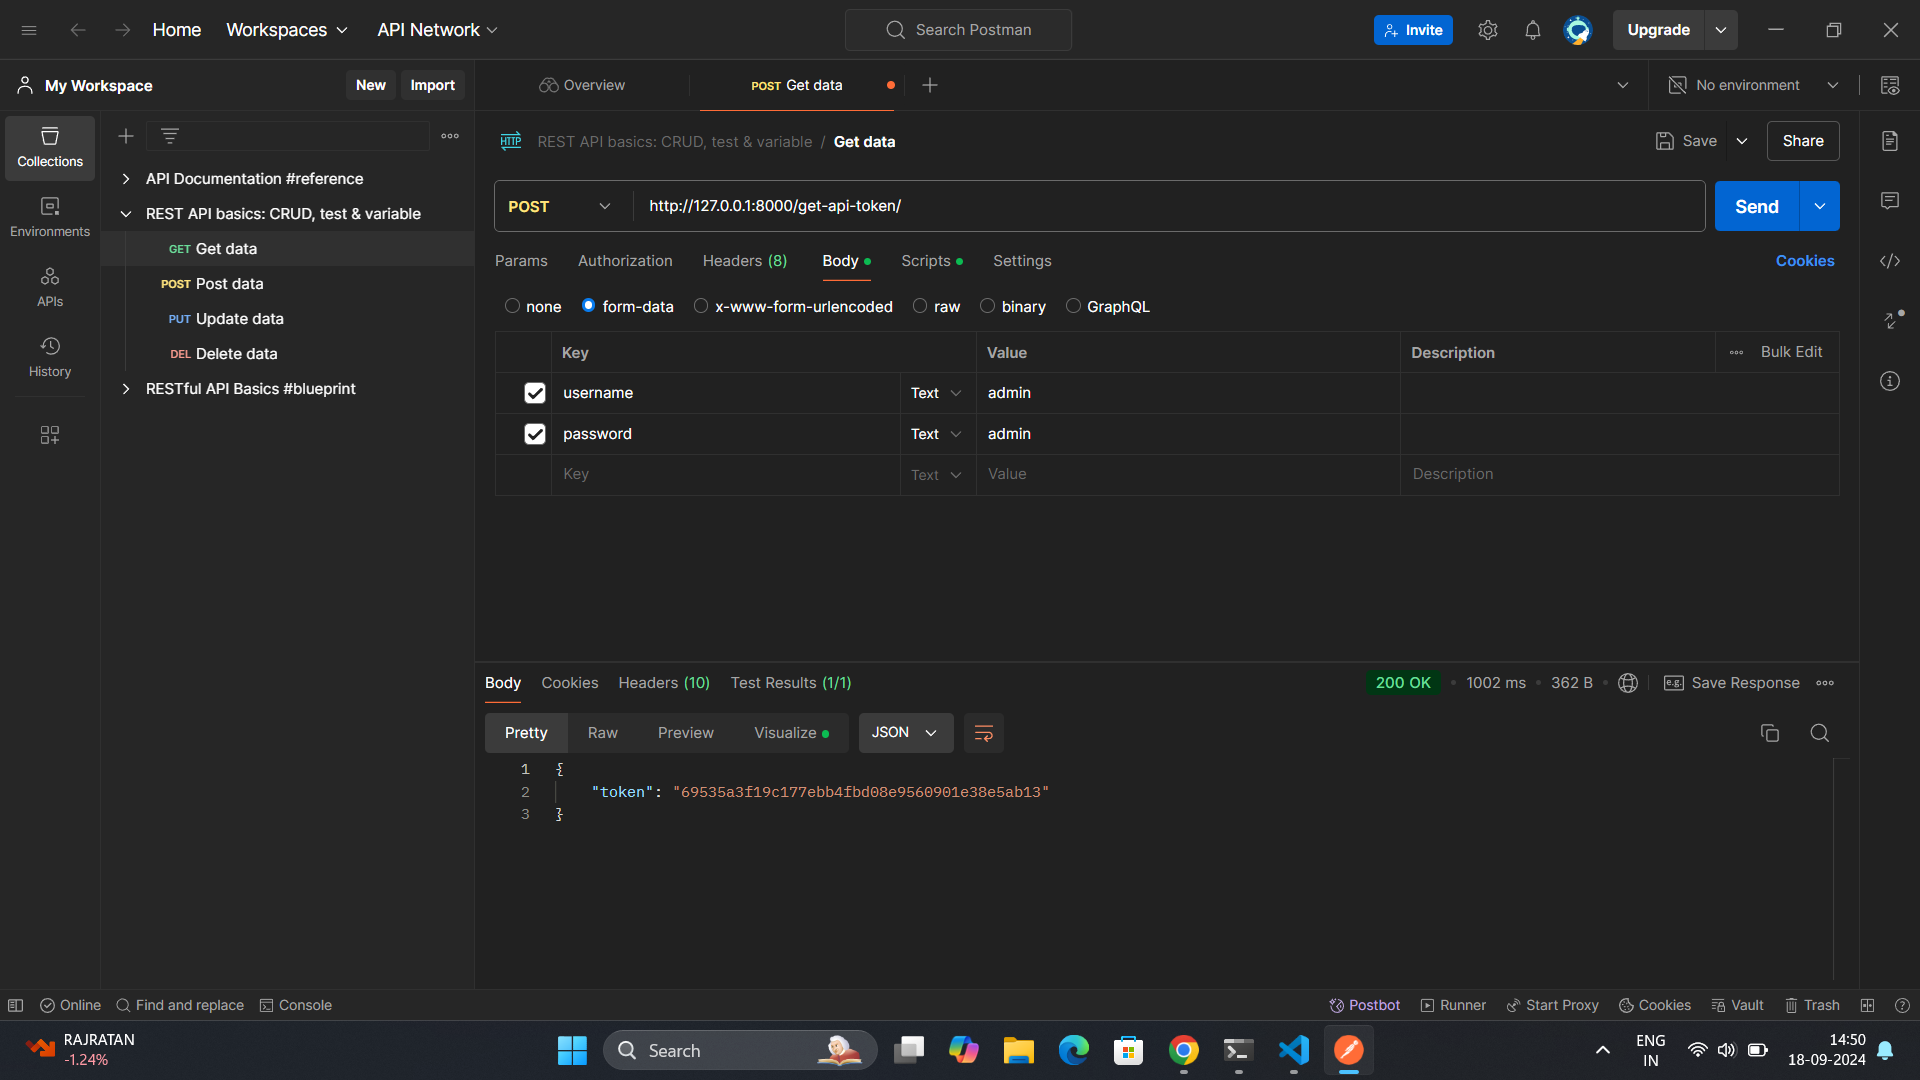 Home Workspaces API Network Search Postman Invite Upgrade
My Workspace New Import Overview POST Get data No environment
Collections
Environments
APIs
History
API Documentation #reference
REST API basics: CRUD, test & variable
GET Get data
POST Post data
PUT Update data
DEL Delete data
RESTful API Basics #blueprint
HTTP REST API basics: CRUD, test & variable / Get data Save Share
POST http://127.0.0.1:8000/get-api-token/ Send
Params Authorization Headers (8) Body Scripts Settings Cookies
none form-data x-www-form-urlencoded raw binary GraphQL
Key Value Description Bulk Edit
username Text admin
password Text admin
Key Text Value Description
Body Cookies Headers (10) Test Results (1/1) 200 OK 1002 ms 362 B e.g. Save Response
Pretty Raw Preview Visualize JSON
1 {
2 "token": "69535a3f19c177ebb4fbd08e9560901e38e5ab13"
3 }
Online Find and replace Console Postbot Runner Start Proxy Cookies Vault Trash
RAJRATAN
-1.24%
Search
ENG
IN
14:50
18-09-2024